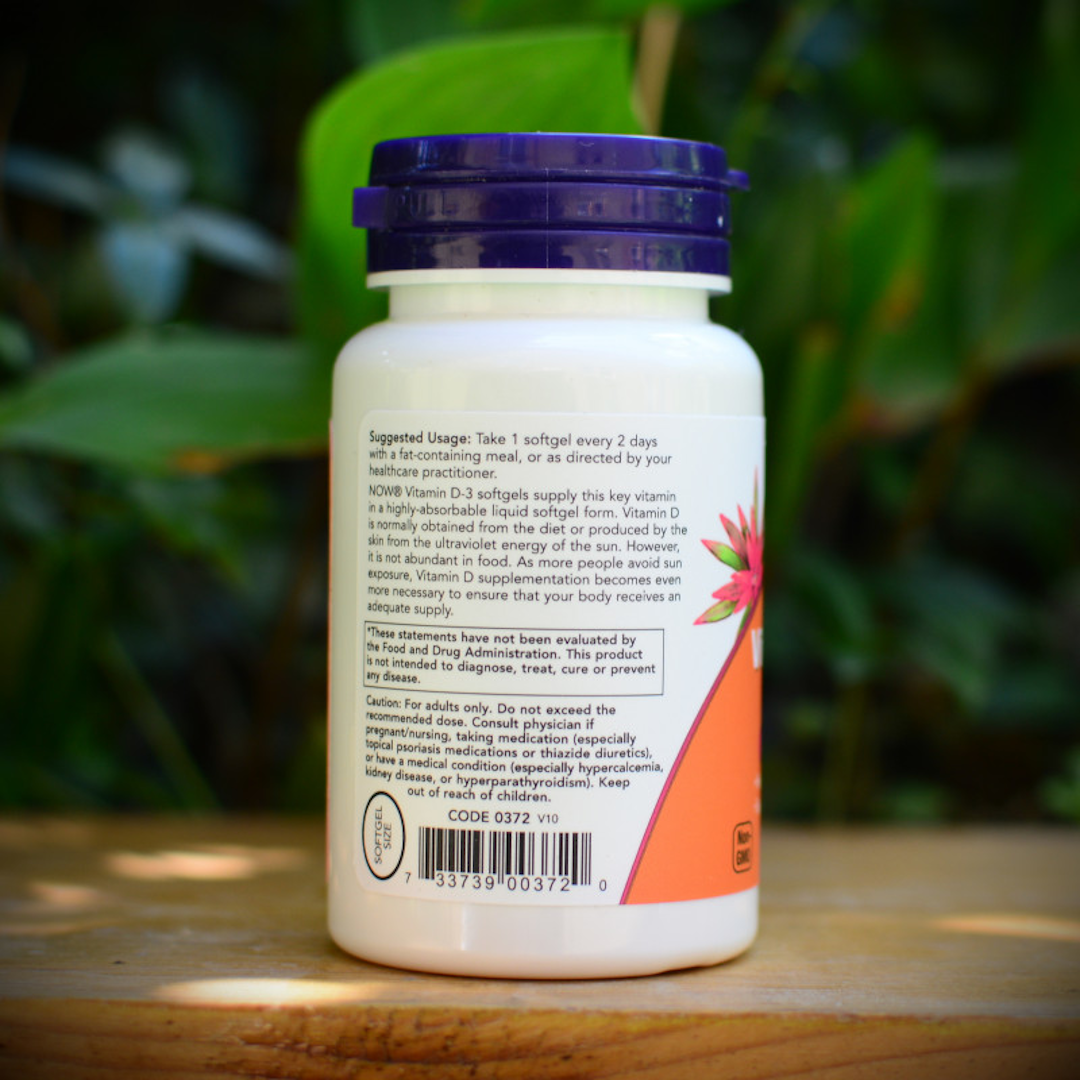 PULL
Suggested Usage: Take 1 softgel every 2 days
with a fat-containing meal, or as directed by your
healthcare practitioner.
NOW® Vitamin D-3 softgels supply this key vitamin
in a highly-absorbable liquid softgel form. Vitamin D
is normally obtained from the diet or produced by the
skin from the ultraviolet energy of the sun. However,
it is not abundant in food. As more people avoid sun
exposure, Vitamin D supplementation becomes even
more necessary to ensure that your body receives an
adequate supply.
*These statements have not been evaluated by
the Food and Drug Administration. This product
is not intended to diagnose, treat, cure or prevent
any disease.
Caution: For adults only. Do not exceed the
recommended dose. Consult physician if
pregnant/nursing, taking medication (especially
topical psoriasis medications or thiazide diuretics),
or have a medical condition (especially hypercalcemia,
kidney disease, or hyperparathyroidism). Keep
out of reach of children.
CODE 0372 V10
SOFTGEL
SIZE
7 33739 00372 0
Non-
GMO